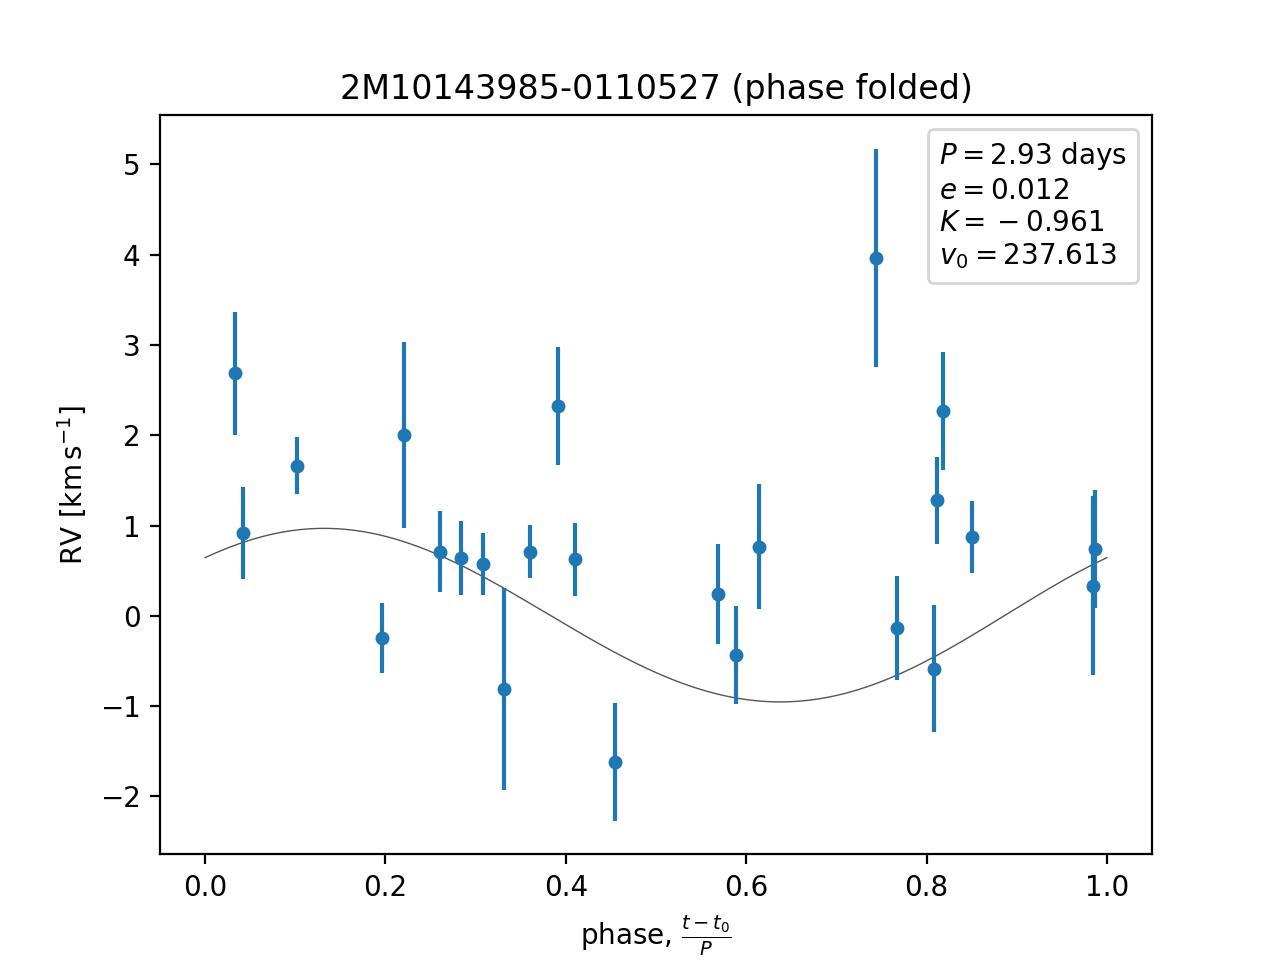 2M10143985-0110527 (phase folded)
P = 2.93 days
e = 0.012
K = −0.961
v₀ = 237.613
RV [km s⁻¹]
5
4
3
2
1
0
−1
−2
0.0 0.2 0.4 0.6 0.8 1.0
phase, (t − t₀)/P